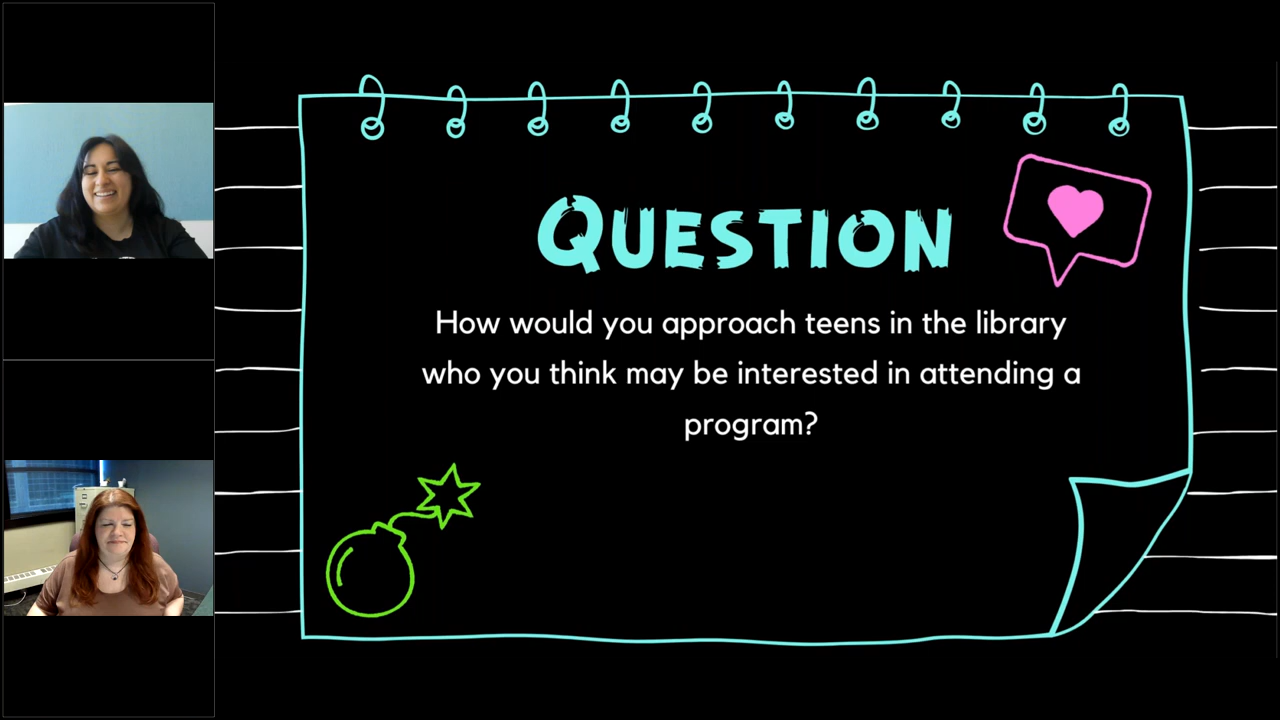 QUESTION
How would you approach teens in the library
who you think may be interested in attending a
program?